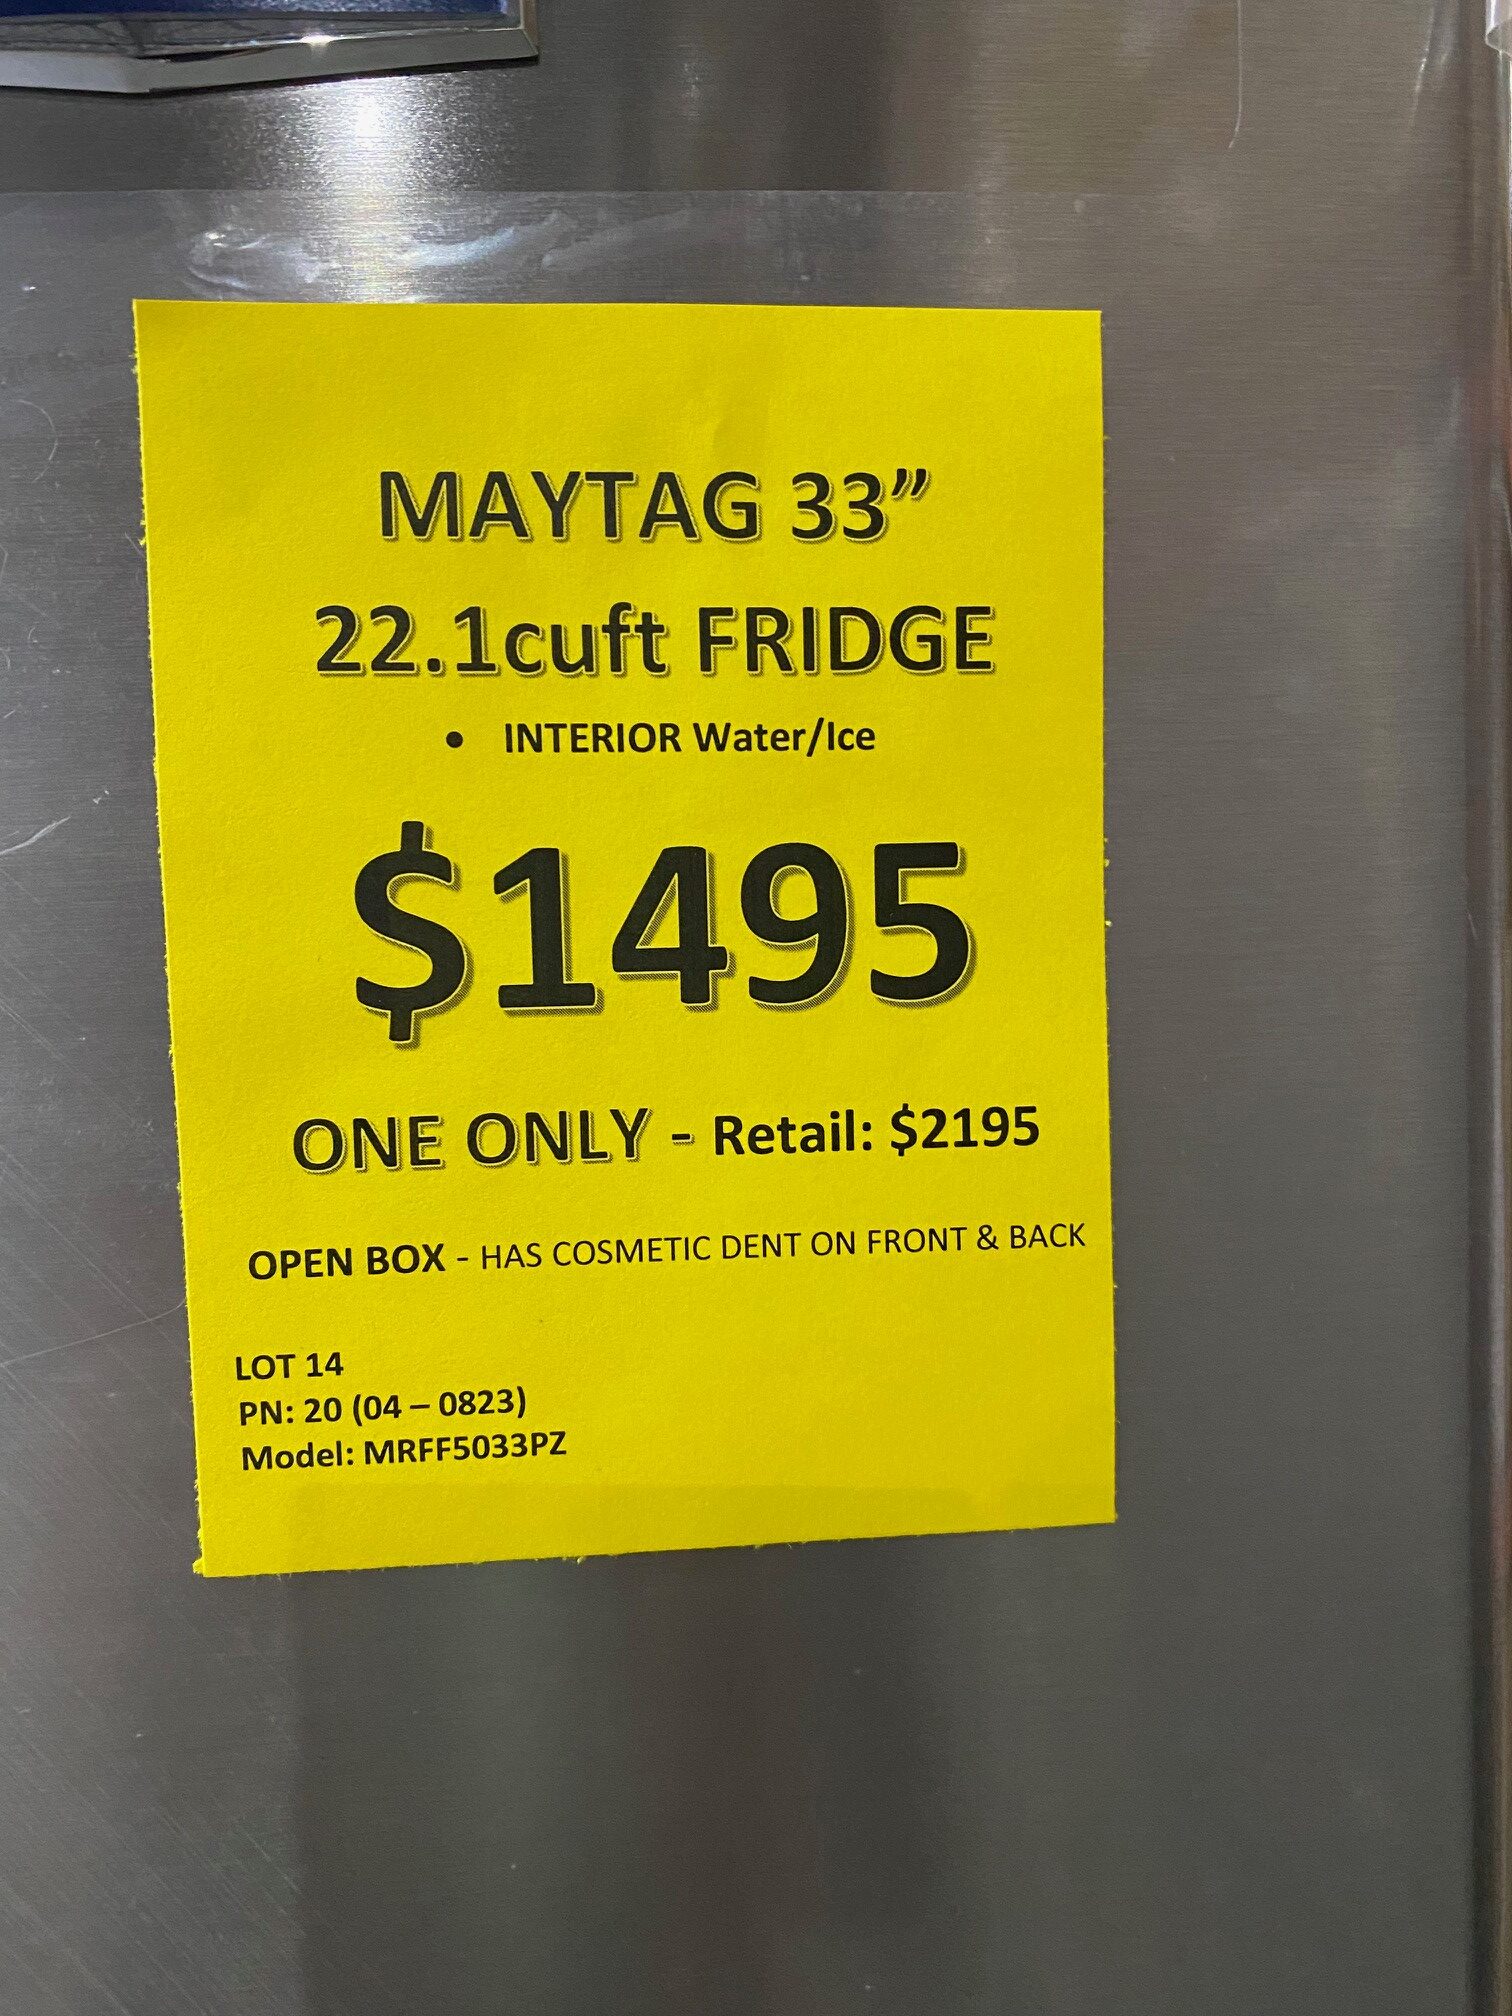 MAYTAG 33”
22.1cuft FRIDGE
• INTERIOR Water/Ice
$1495
ONE ONLY - Retail: $2195
OPEN BOX - HAS COSMETIC DENT ON FRONT & BACK
LOT 14
PN: 20 (04 – 0823)
Model: MRFF5033PZ